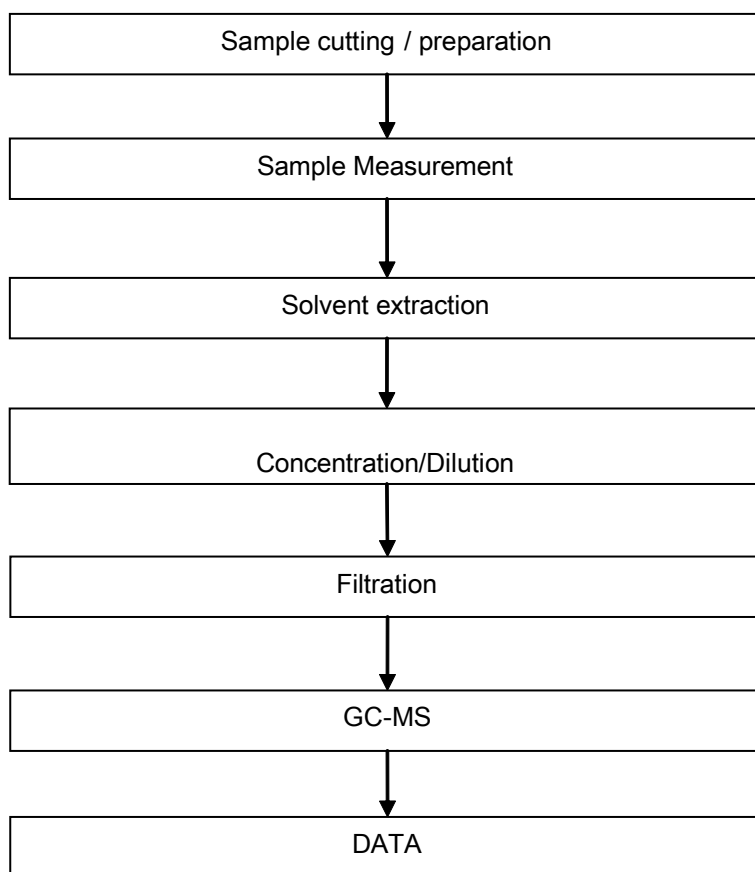 Sample cutting / preparation
Sample Measurement
Solvent extraction
Concentration/Dilution
Filtration
GC-MS
DATA